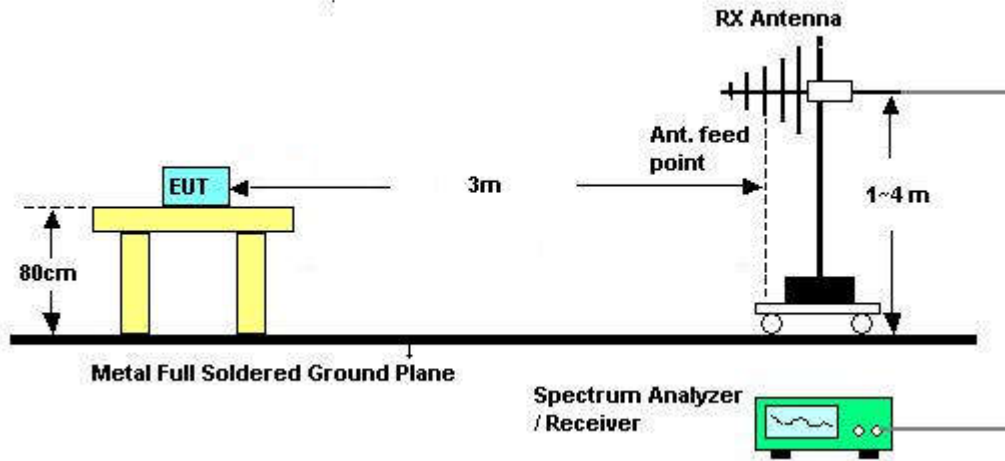 RX Antenna
Ant. feed
point
EUT
3m
1~4 m
80cm
Metal Full Soldered Ground Plane
Spectrum Analyzer
/ Receiver